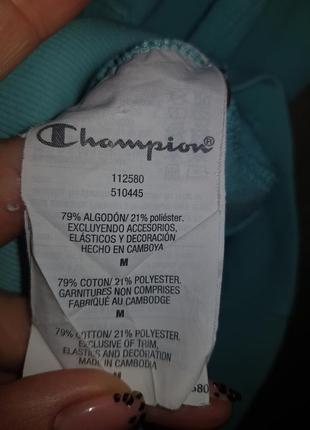 Champion®
112580
510445
79% ALGODÓN/ 21% poliéster.
EXCLUYENDO ACCESORIOS,
ELÁSTICOS Y DECORACIÓN
HECHO EN CAMBOYA
M
79% COTON/ 21% POLYESTER.
GARNITURES NON COMPRISES
FABRIQUÉ AU CAMBODGE
M
79% COTTON/ 21% POLYESTER
EXCLUSIVE OF TRIM,
ELASTICS AND DECORATION
MADE IN CAMBODIA
M
580